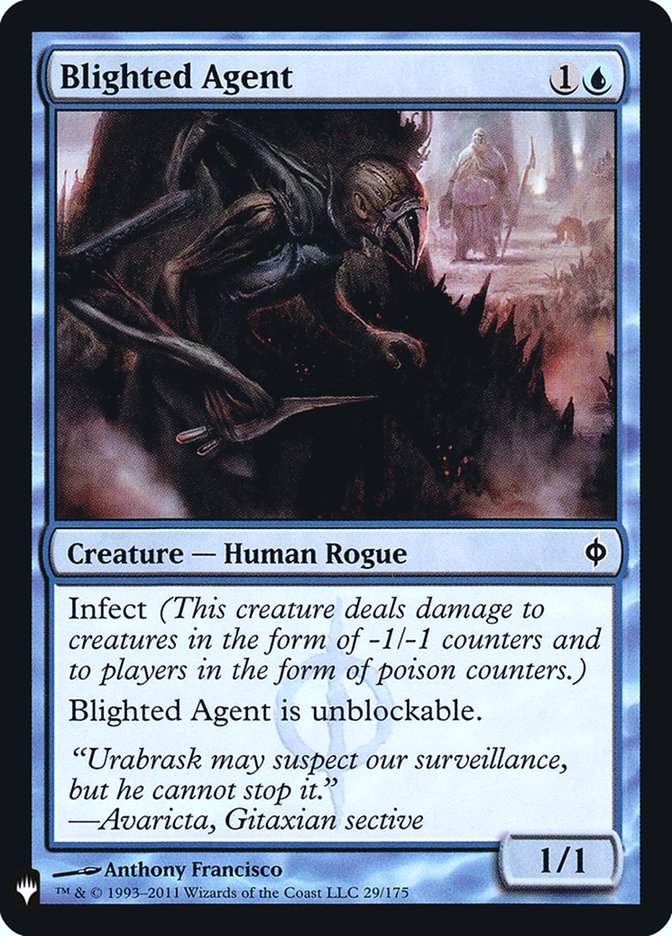 Blighted Agent 1
Creature — Human Rogue
Infect (This creature deals damage to
creatures in the form of -1/-1 counters and
to players in the form of poison counters.)
Blighted Agent is unblockable.
“Urabrask may suspect our surveillance,
but he cannot stop it.”
—Avaricta, Gitaxian sective
1/1
Anthony Francisco
™ & © 1993–2011 Wizards of the Coast LLC 29/175